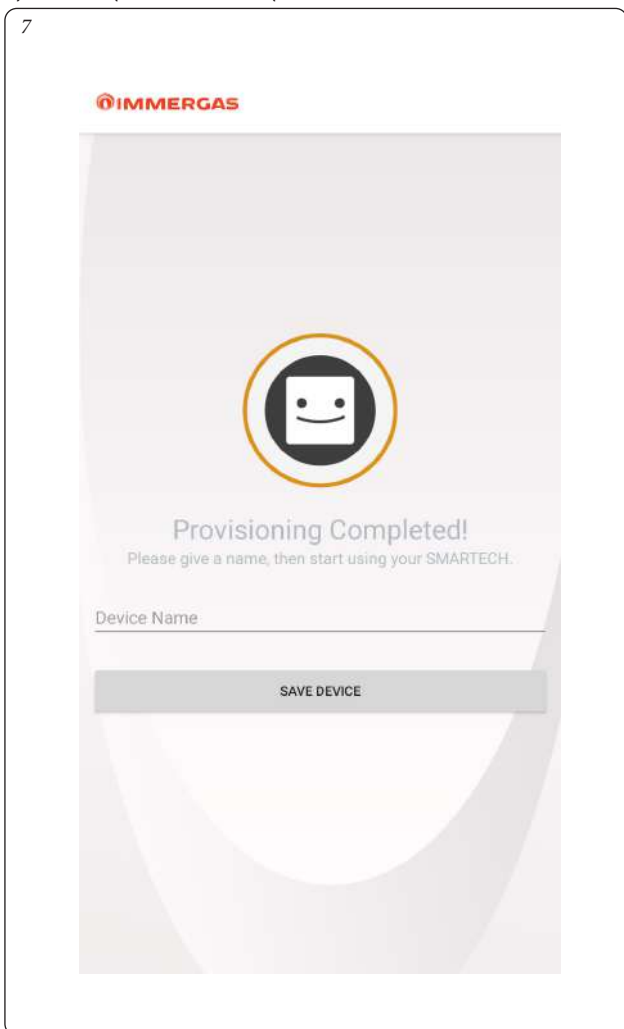 7
IMMERGAS
Provisioning Completed!
Please give a name, then start using your SMARTECH.
Device Name
SAVE DEVICE